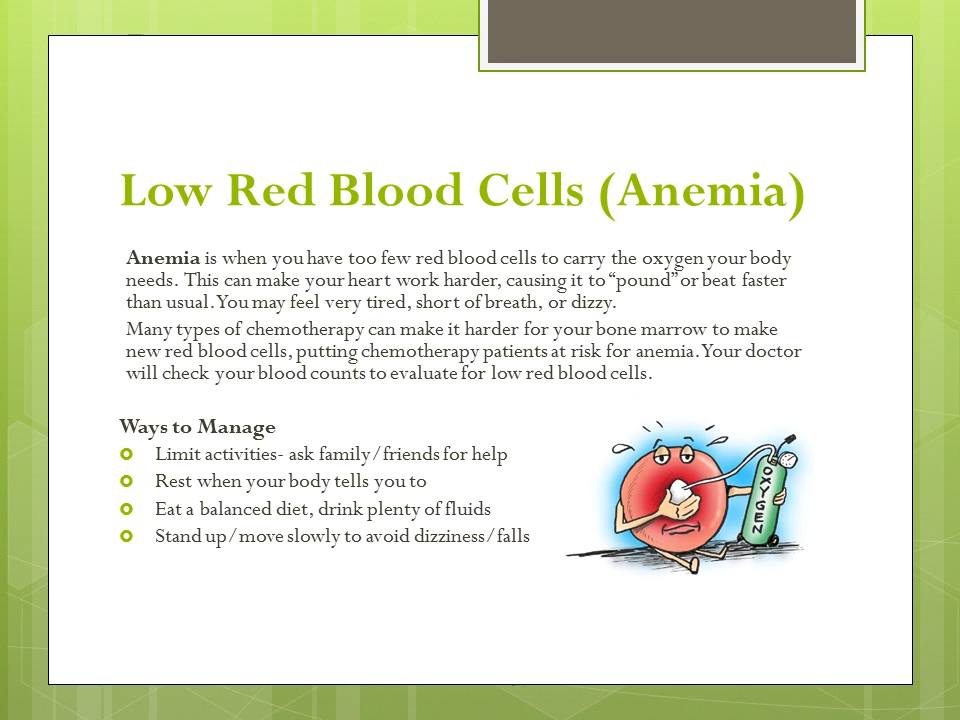 Low Red Blood Cells (Anemia)
Anemia is when you have too few red blood cells to carry the oxygen your body
needs. This can make your heart work harder, causing it to “pound” or beat faster
than usual. You may feel very tired, short of breath, or dizzy.
Many types of chemotherapy can make it harder for your bone marrow to make
new red blood cells, putting chemotherapy patients at risk for anemia. Your doctor
will check your blood counts to evaluate for low red blood cells.
Ways to Manage
Limit activities- ask family/friends for help
Rest when your body tells you to
Eat a balanced diet, drink plenty of fluids
Stand up/move slowly to avoid dizziness/falls
OXYGEN